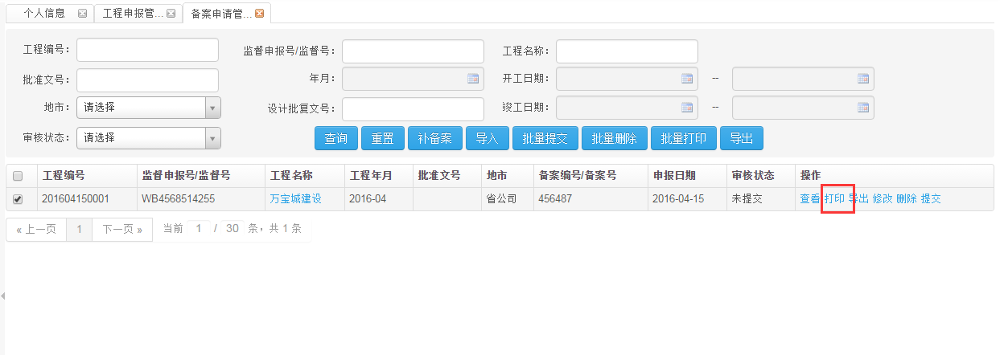 个人信息 工程申报管... 备案申请管...
工程编号： 监督申报号/监督号： 工程名称：
批准文号： 年月： 开工日期： --
地市： 请选择 设计批复文号： 竣工日期： --
审核状态： 请选择 查询 重置 补备案 导入 批量提交 批量删除 批量打印 导出
工程编号 监督申报号/监督号 工程名称 工程年月 批准文号 地市 备案编号/备案号 申报日期 审核状态 操作
201604150001 WB4568514255 万宝城建设 2016-04 省公司 456487 2016-04-15 未提交 查看 打印 导出 修改 删除 提交
« 上一页 1 下一页 » 当前 1 / 30 条，共 1 条